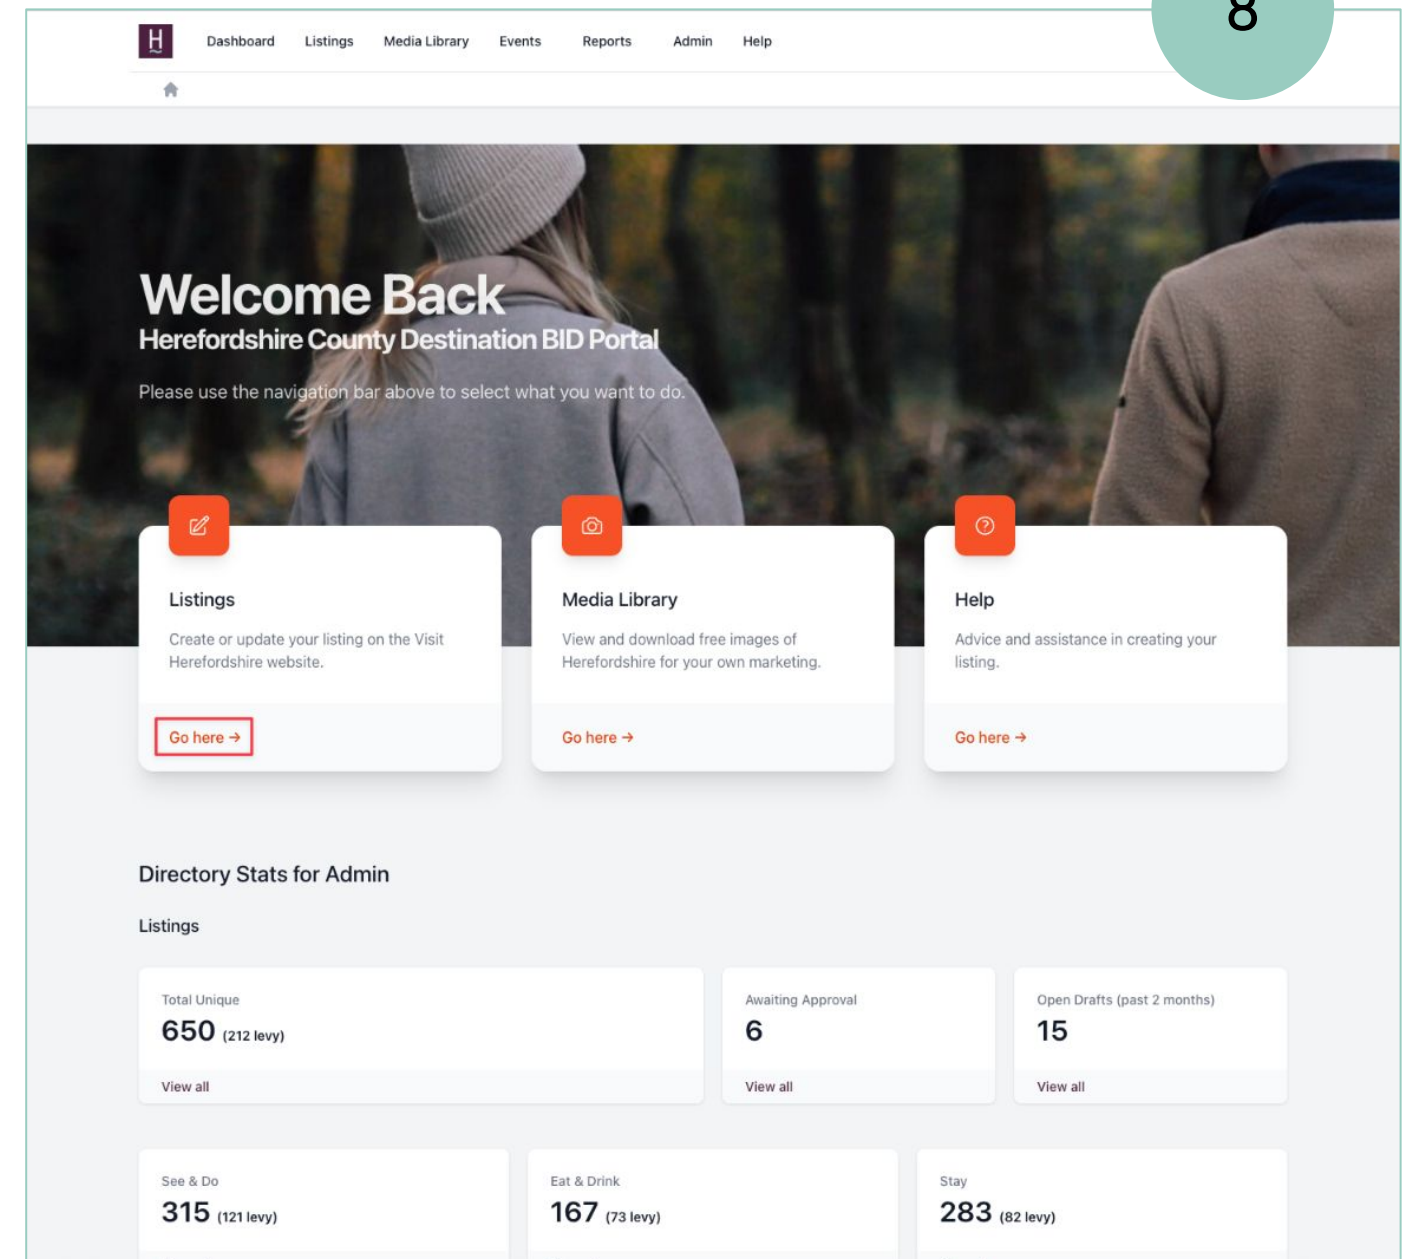 8
H
Dashboard Listings Media Library Events Reports Admin Help
Welcome Back
Herefordshire County Destination BID Portal
Please use the navigation bar above to select what you want to do.
Listings
Create or update your listing on the Visit
Herefordshire website.
Go here →
Media Library
View and download free images of
Herefordshire for your own marketing.
Go here →
Help
Advice and assistance in creating your
listing.
Go here →
Directory Stats for Admin
Listings
Total Unique
650 (212 levy)
View all
Awaiting Approval
6
View all
Open Drafts (past 2 months)
15
View all
See & Do
315 (121 levy)
Eat & Drink
167 (73 levy)
Stay
283 (82 levy)